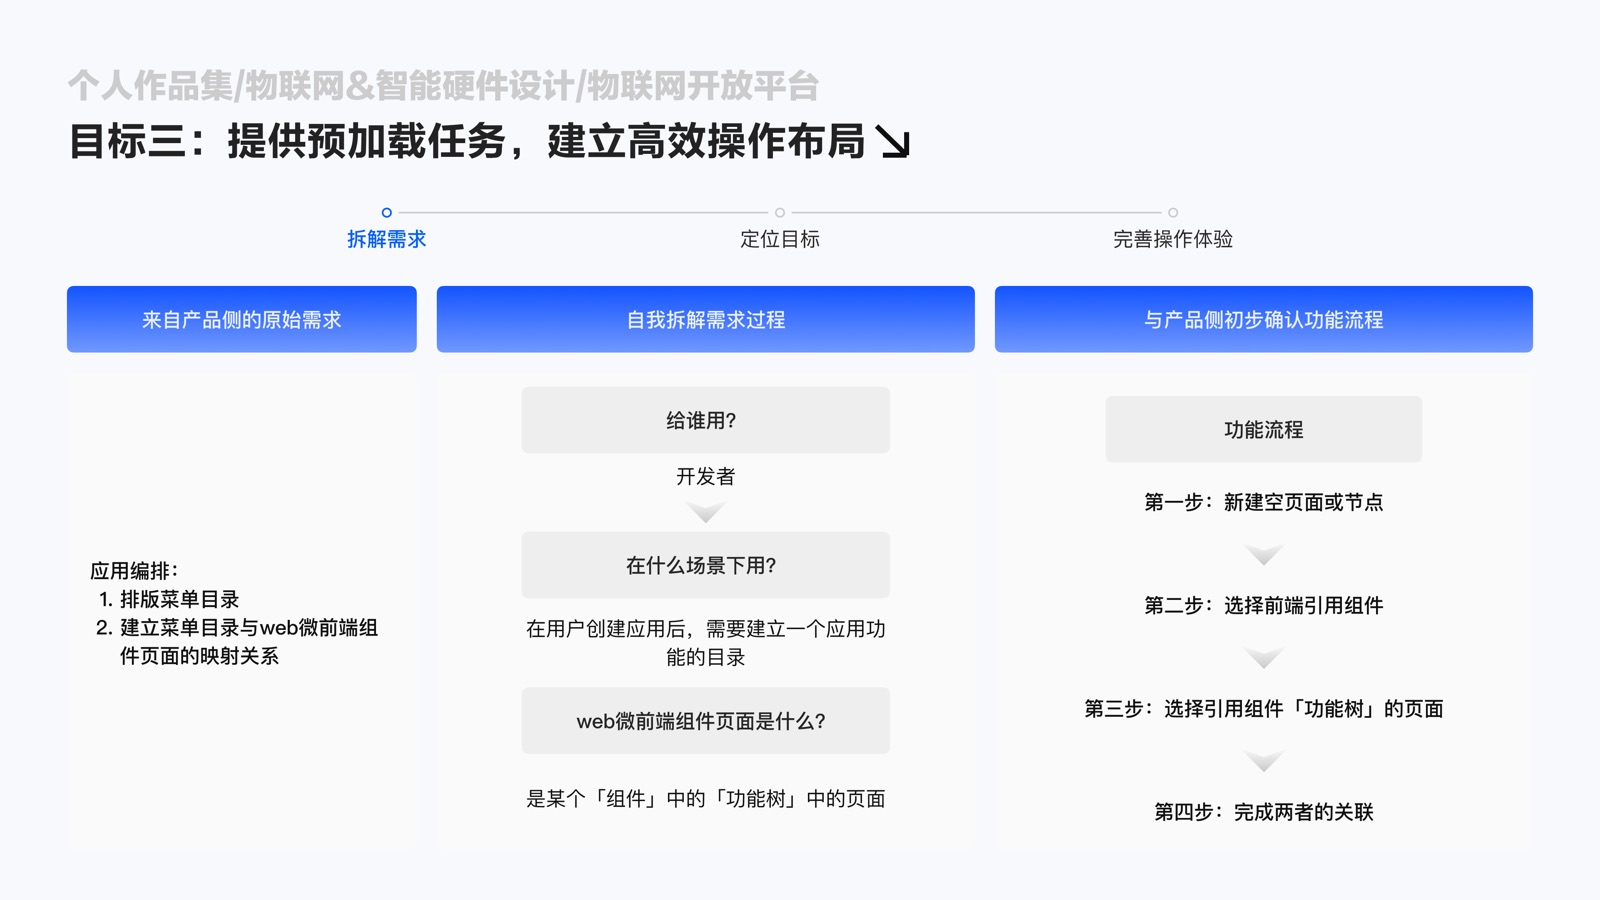 个人作品集/物联网&智能硬件设计/物联网开放平台
目标三：提供预加载任务，建立高效操作布局
拆解需求
定位目标
完善操作体验
来自产品侧的原始需求
应用编排：
1. 排版菜单目录
2. 建立菜单目录与web微前端组
件页面的映射关系
自我拆解需求过程
给谁用?
开发者
在什么场景下用?
在用户创建应用后，需要建立一个应用功
能的目录
web微前端组件页面是什么?
是某个「组件」中的「功能树」中的页面
与产品侧初步确认功能流程
功能流程
第一步：新建空页面或节点
第二步：选择前端引用组件
第三步：选择引用组件「功能树」的页面
第四步：完成两者的关联